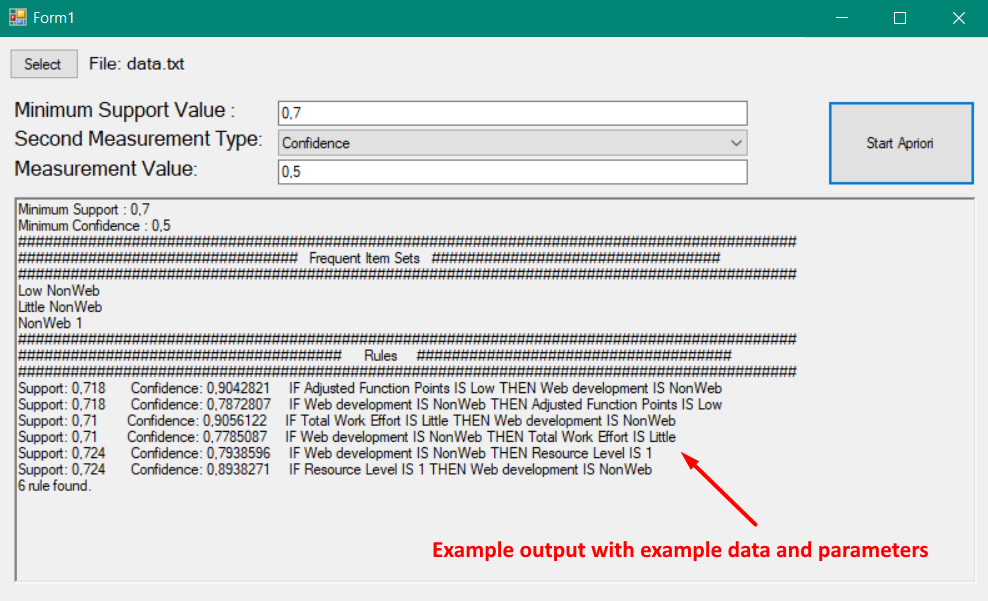 Form1
Select File: data.txt
Minimum Support Value : 0,7
Second Measurement Type: Confidence
Measurement Value: 0,5
Start Apriori
Minimum Support : 0,7
Minimum Confidence : 0,5
################################################################################################
################################## Frequent Item Sets ###################################
################################################################################################
Low NonWeb
Little NonWeb
NonWeb 1
################################################################################################
######################################## Rules #######################################
################################################################################################
Support: 0,718 Confidence: 0,9042821 IF Adjusted Function Points IS Low THEN Web development IS NonWeb
Support: 0,718 Confidence: 0,7872807 IF Web development IS NonWeb THEN Adjusted Function Points IS Low
Support: 0,71 Confidence: 0,9056122 IF Total Work Effort IS Little THEN Web development IS NonWeb
Support: 0,71 Confidence: 0,7785087 IF Web development IS NonWeb THEN Total Work Effort IS Little
Support: 0,724 Confidence: 0,7938596 IF Web development IS NonWeb THEN Resource Level IS 1
Support: 0,724 Confidence: 0,8938271 IF Resource Level IS 1 THEN Web development IS NonWeb
6 rule found.
Example output with example data and parameters